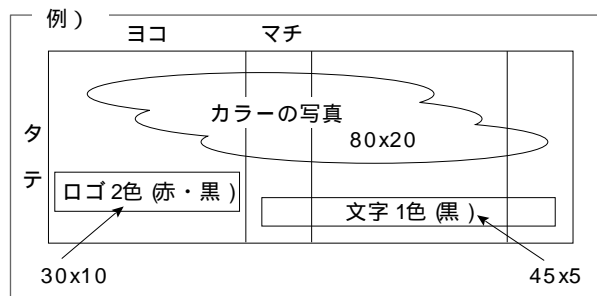 例）
ヨコ マチ
カラーの写真
80x20
タテ
ロゴ 2色（赤・黒）
文字 1色（黒）
30x10 45x5